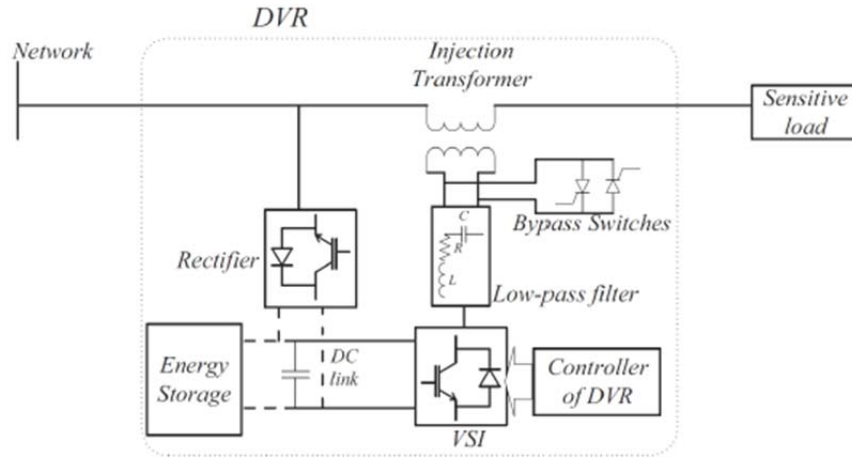 DVR
Network
Injection
Transformer
Sensitive
load
C
R
L
Bypass Switches
Rectifier
Low-pass filter
Energy
Storage
DC
link
VSI
Controller
of DVR